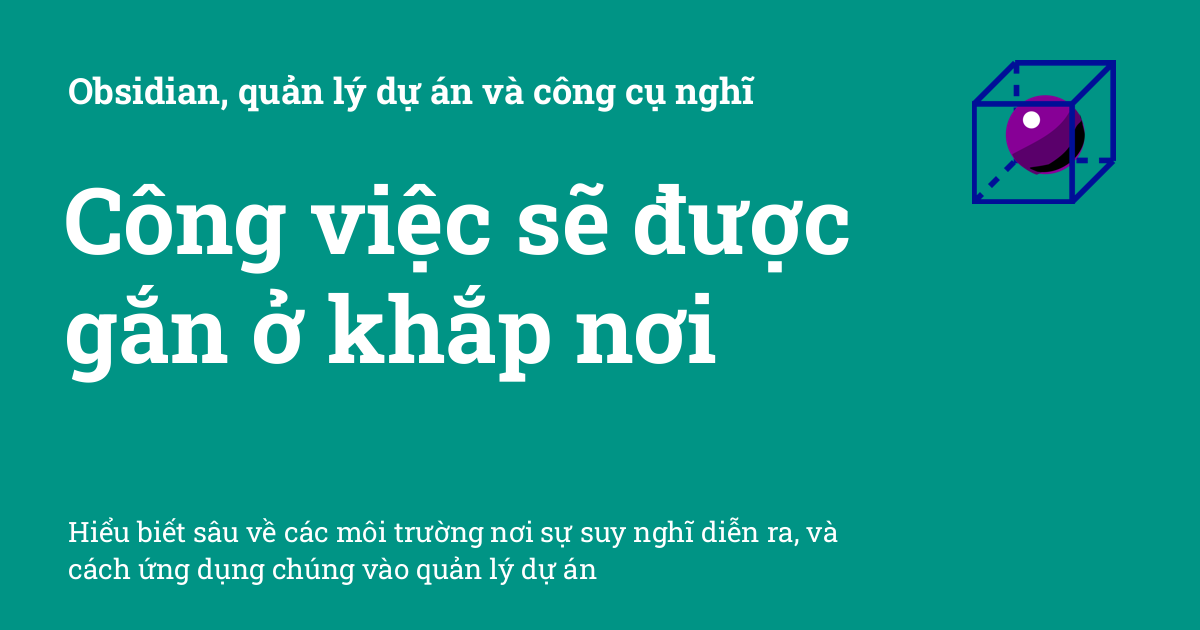 Obsidian, quản lý dự án và công cụ nghĩ
Công việc sẽ được
gắn ở khắp nơi
Hiểu biết sâu về các môi trường nơi sự suy nghĩ diễn ra, và
cách ứng dụng chúng vào quản lý dự án